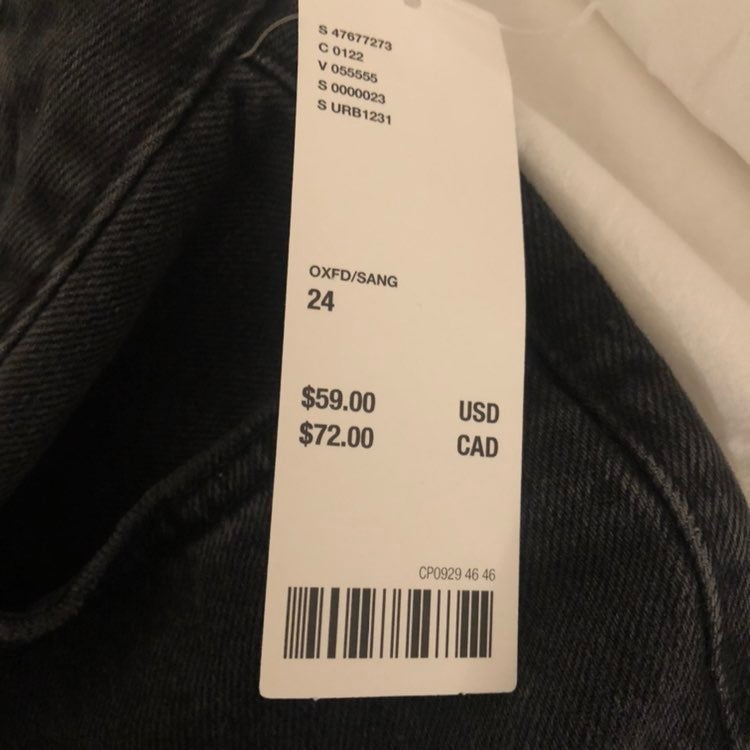 S 47677273
C 0122
V 055555
S 0000023
S URB1231
OXFD/SANG
24
$59.00 USD
$72.00 CAD
CP0929 46 46